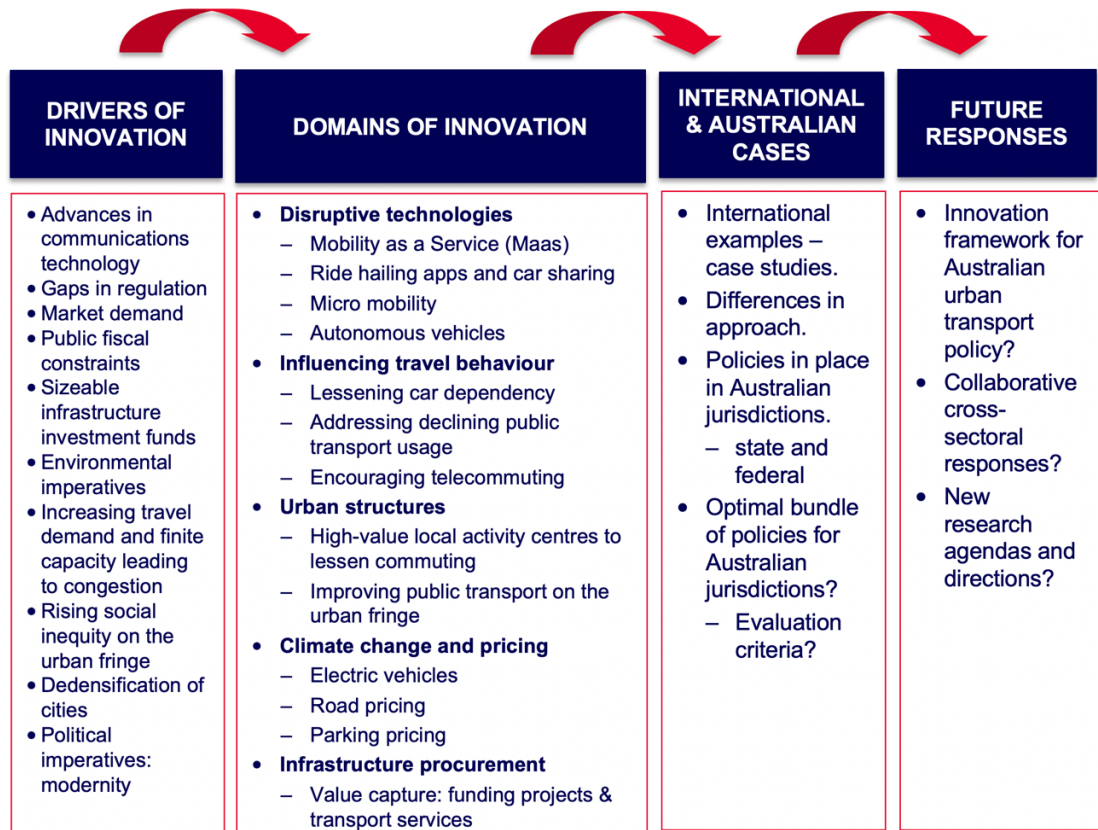 DRIVERS OF
INNOVATION
DOMAINS OF INNOVATION
INTERNATIONAL
& AUSTRALIAN
CASES
FUTURE
RESPONSES
• Advances in
communications
technology
• Gaps in regulation
• Market demand
• Public fiscal
constraints
• Sizeable
infrastructure
investment funds
• Environmental
imperatives
• Increasing travel
demand and finite
capacity leading
to congestion
• Rising social
inequity on the
urban fringe
• Dedensification of
cities
• Political
imperatives:
modernity
• Disruptive technologies
– Mobility as a Service (Maas)
– Ride hailing apps and car sharing
– Micro mobility
– Autonomous vehicles
• Influencing travel behaviour
– Lessening car dependency
– Addressing declining public
transport usage
– Encouraging telecommuting
• Urban structures
– High-value local activity centres to
lessen commuting
– Improving public transport on the
urban fringe
• Climate change and pricing
– Electric vehicles
– Road pricing
– Parking pricing
• Infrastructure procurement
– Value capture: funding projects &
transport services
• International
examples –
case studies.
• Differences in
approach.
• Policies in place
in Australian
jurisdictions.
– state and
federal
• Optimal bundle
of policies for
Australian
jurisdictions?
– Evaluation
criteria?
• Innovation
framework for
Australian
urban
transport
policy?
• Collaborative
cross-
sectoral
responses?
• New
research
agendas and
directions?